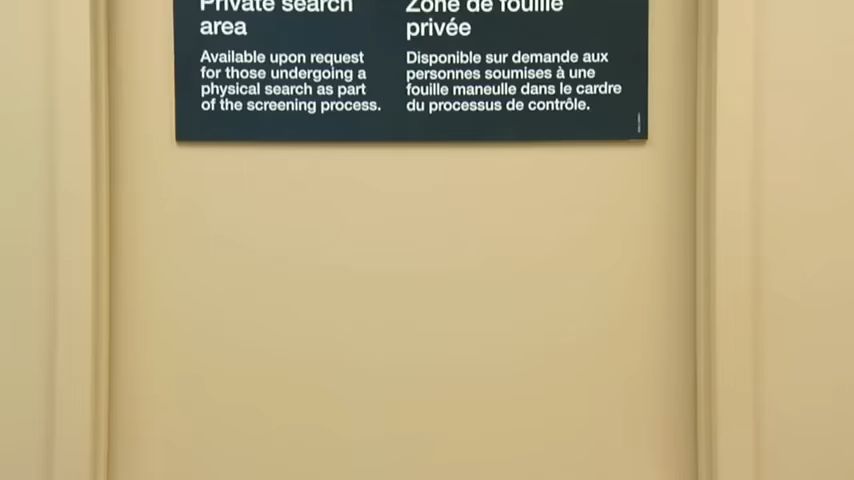 Private search
area
Available upon request
for those undergoing a
physical search as part
of the screening process.
Zone de fouille
privée
Disponible sur demande aux
personnes soumises à une
fouille maneulle dans le cardre
du processus de contrôle.